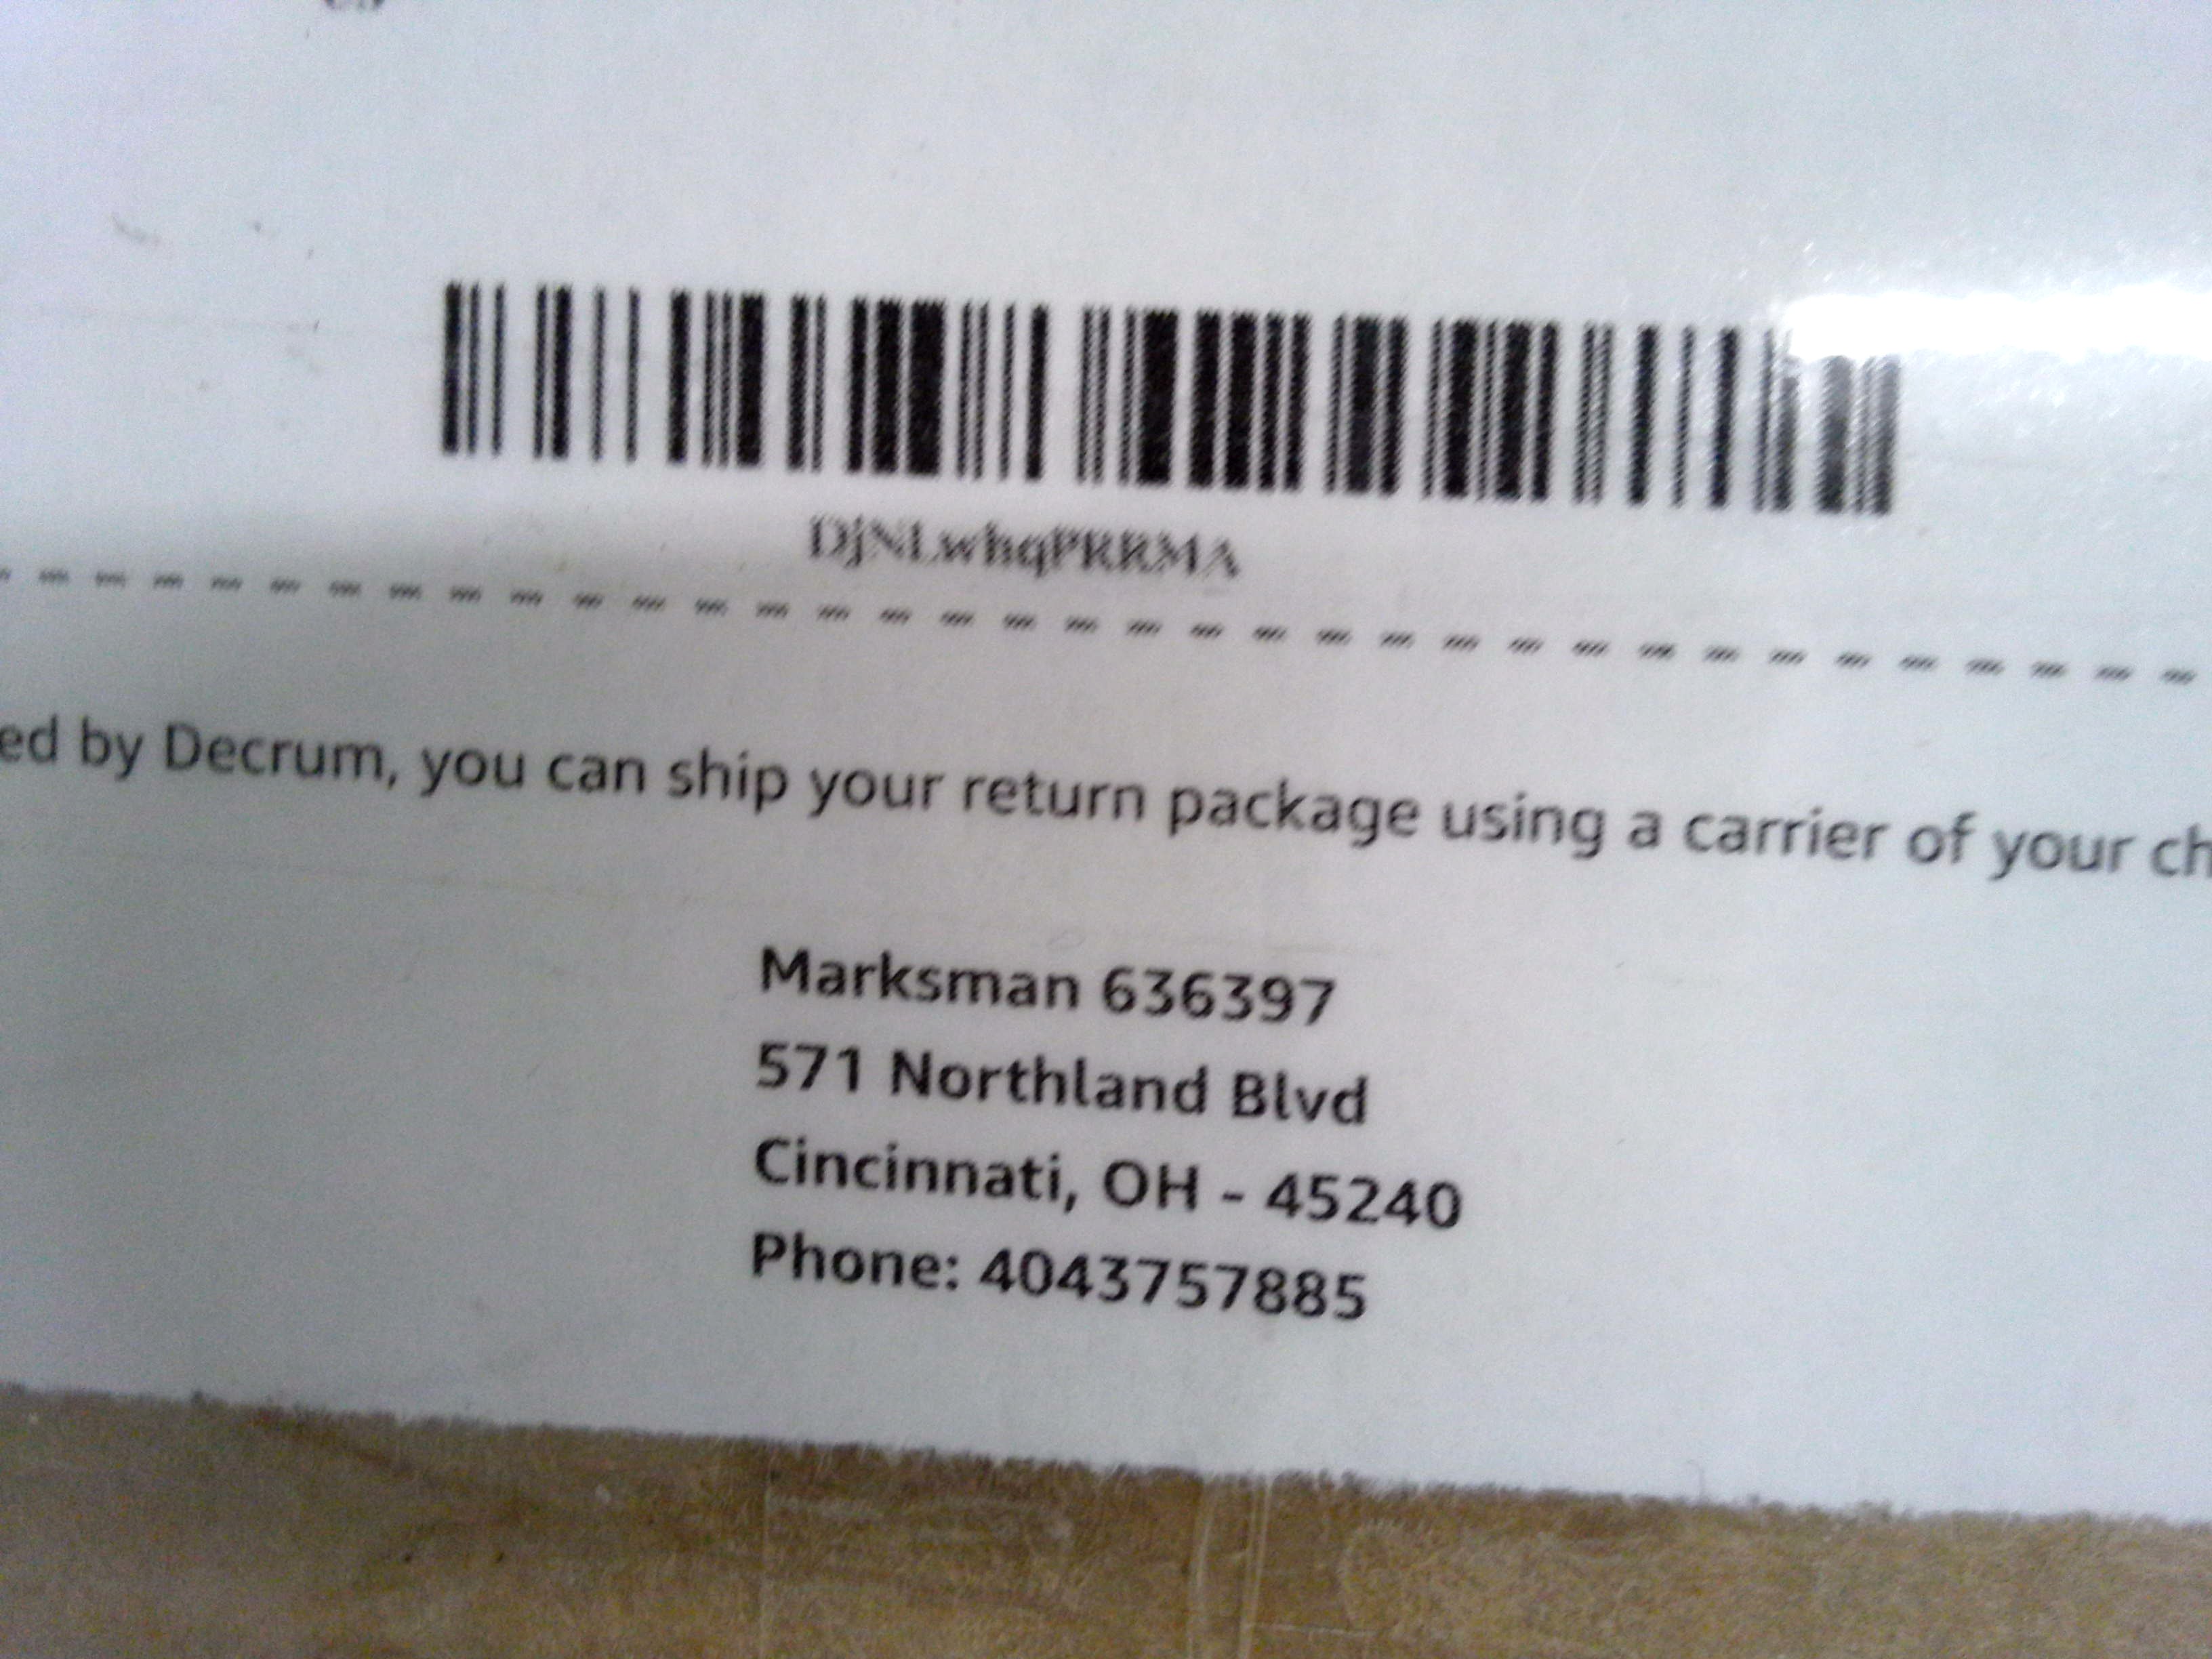 DjNLwhqPRRMA
ed by Decrum, you can ship your return package using a carrier of your ch
Marksman 636397
571 Northland Blvd
Cincinnati, OH - 45240
Phone: 4043757885